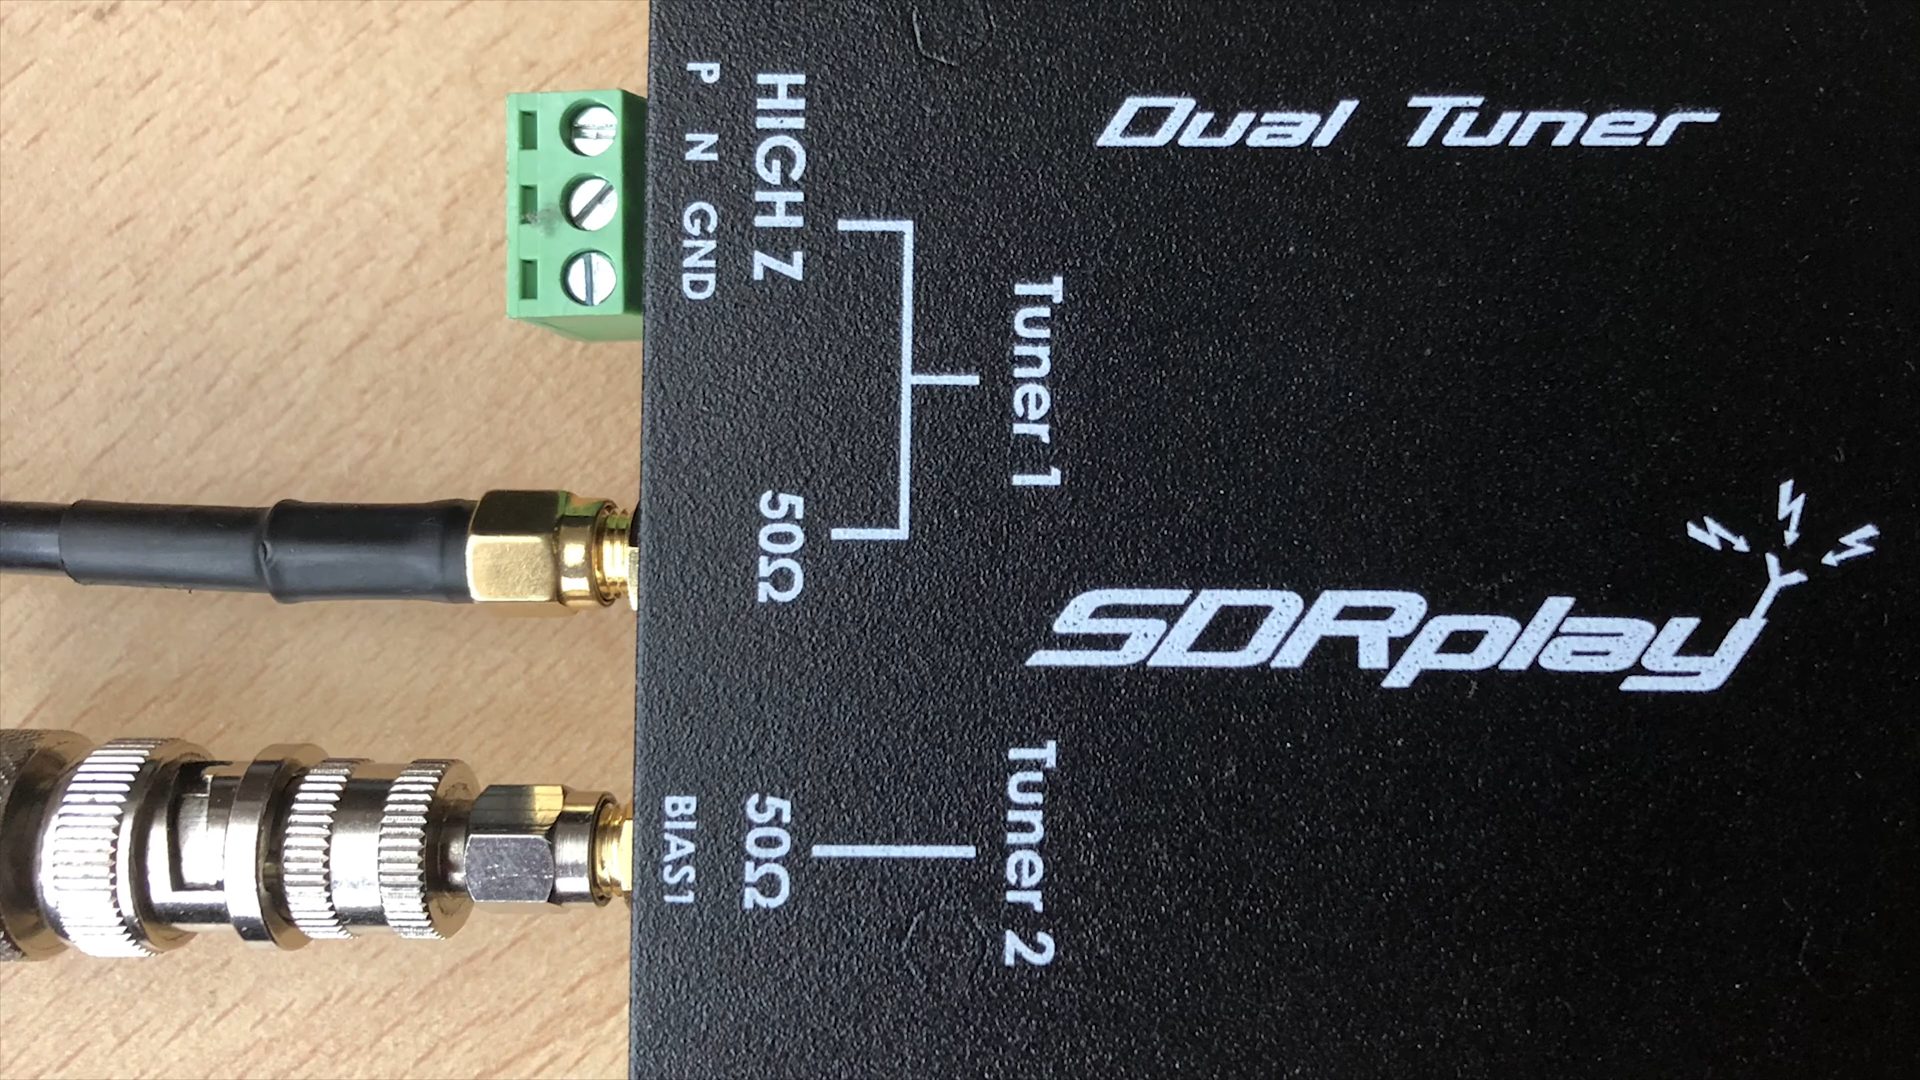 Dual Tuner
SDRplay
Tuner 1
HIGH Z
P N GND
50Ω
Tuner 2
50Ω
BIAS1